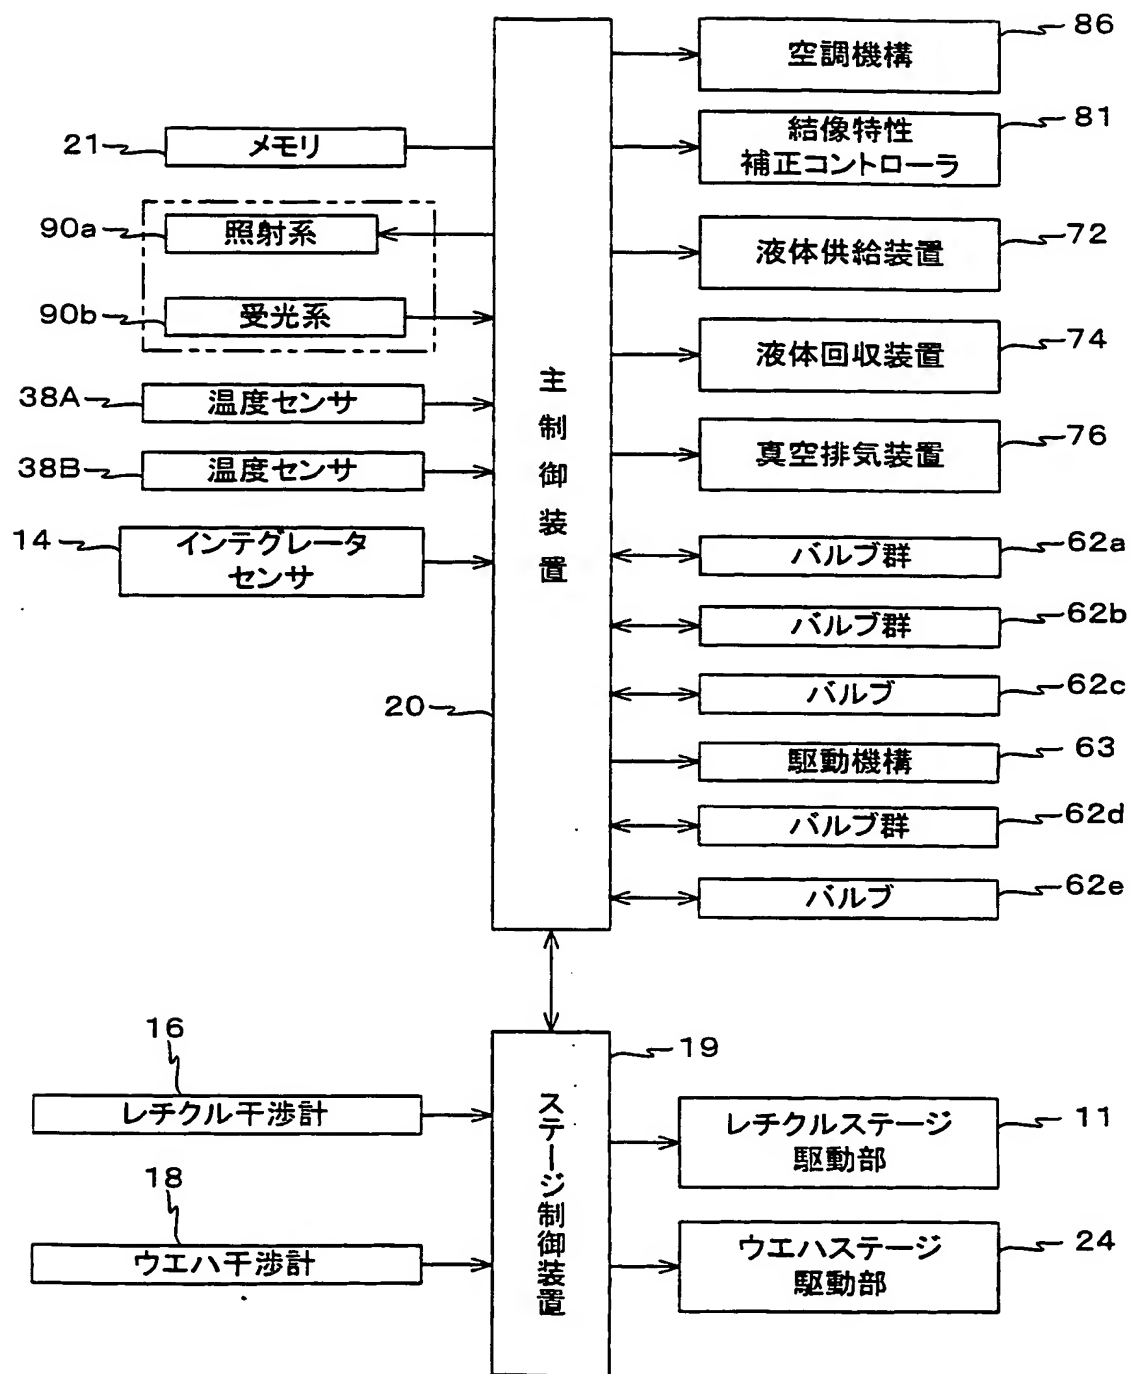 86
空調機構
81
結像特性
補正コントローラ
21
メモリ
90a
照射系
72
液体供給装置
90b
受光系
74
液体回収装置
38A
温度センサ
76
真空排気装置
38B
温度センサ
14
インテグレータ
センサ
主制御装置
62a
バルブ群
62b
バルブ群
62c
バルブ
20
63
駆動機構
62d
バルブ群
62e
バルブ
16
レチクル干渉計
19
ステージ制御装置
レチクルステージ
駆動部
11
18
ウエハ干渉計
ウエハステージ
駆動部
24